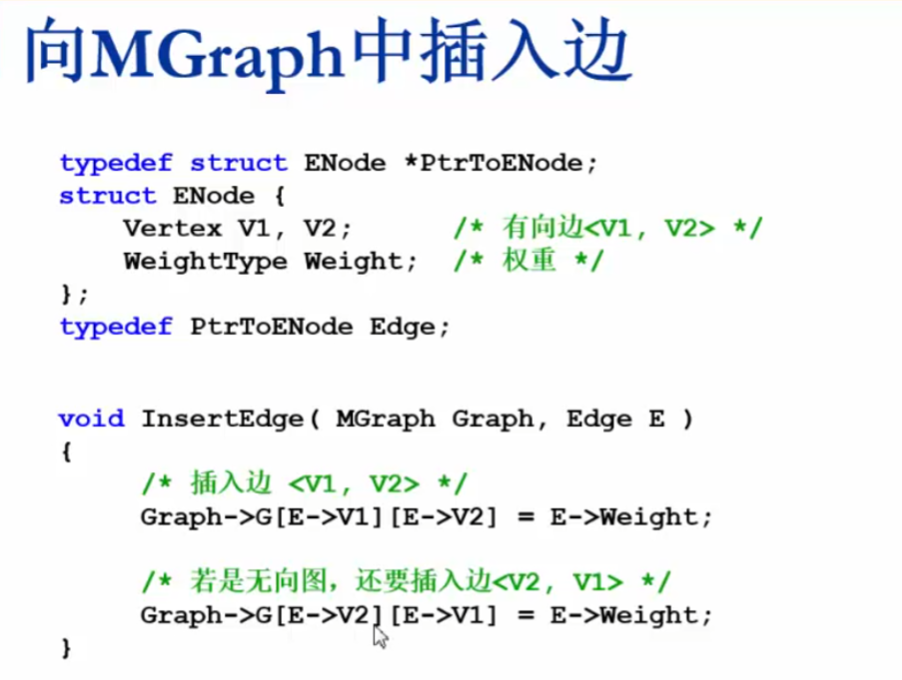 向MGraph中插入边
typedef struct ENode *PtrToENode;
struct ENode {
    Vertex V1, V2;      /* 有向边<V1, V2> */
    WeightType Weight;  /* 权重 */
};
typedef PtrToENode Edge;
void InsertEdge( MGraph Graph, Edge E )
{
     /* 插入边 <V1, V2> */
     Graph->G[E->V1][E->V2] = E->Weight;
     /* 若是无向图，还要插入边<V2, V1> */
     Graph->G[E->V2][E->V1] = E->Weight;
}